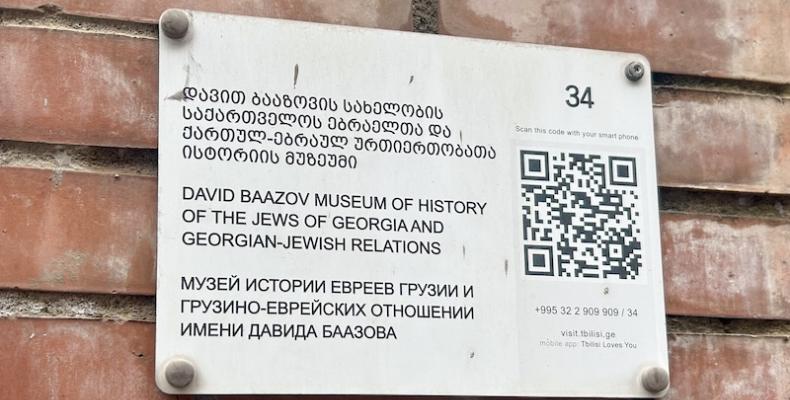 ᲓᲐᲕᲘᲗ ᲑᲐᲐᲖᲝᲕᲘᲡ ᲡᲐᲮᲔᲚᲝᲑᲘᲡ
ᲡᲐᲥᲐᲠᲗᲕᲔᲚᲝᲡ ᲔᲑᲠᲐᲔᲚᲗᲐ ᲓᲐ
ᲥᲐᲠᲗᲣᲚ-ᲔᲑᲠᲐᲣᲚ ᲣᲠᲗᲘᲔᲠᲗᲝᲑᲐᲗᲐ
ᲘᲡᲢᲝᲠᲘᲘᲡ ᲛᲣᲖᲔᲣᲛᲘ
DAVID BAAZOV MUSEUM OF HISTORY
OF THE JEWS OF GEORGIA AND
GEORGIAN-JEWISH RELATIONS
МУЗЕЙ ИСТОРИИ ЕВРЕЕВ ГРУЗИИ И
ГРУЗИНО-ЕВРЕЙСКИХ ОТНОШЕНИИ
ИМЕНИ ДАВИДА БААЗОВА
34
Scan this code with your smart phone
+995 32 2 909 909 / 34
visit.tbilisi.ge
mobile app: Tbilisi Loves You